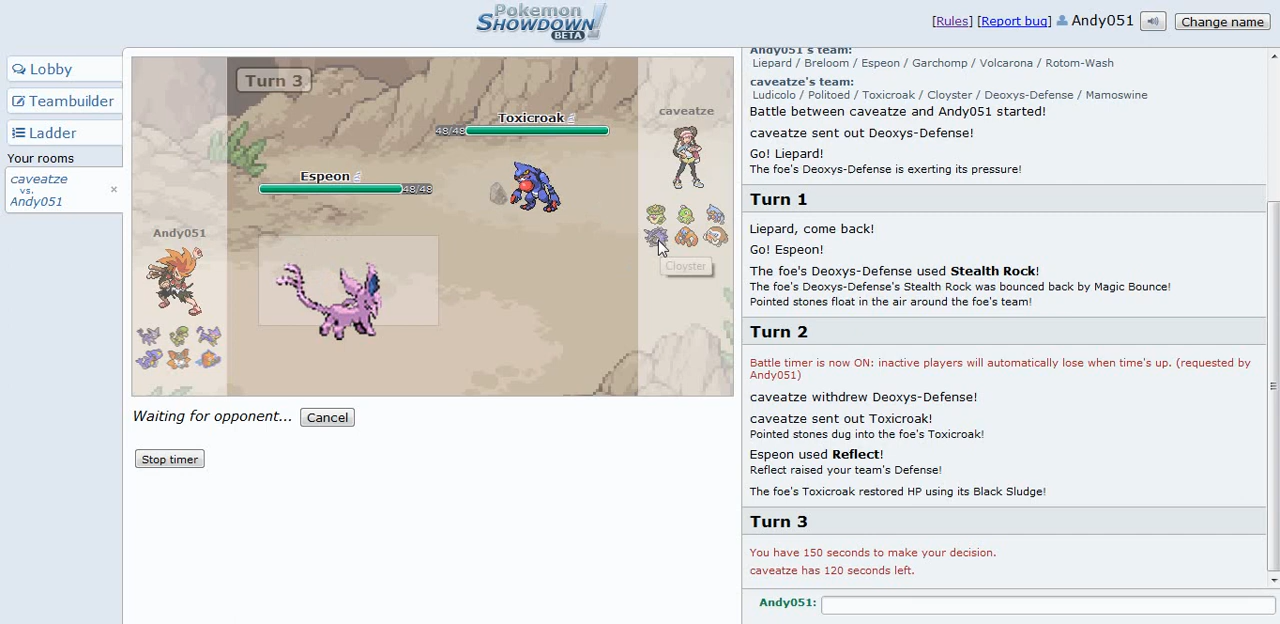 Pokemon
SHOWDOWN!
BETA
[Rules] [Report bug] Andy051 Change name
Lobby
Teambuilder
Ladder
Your rooms
caveatze
vs.
Andy051
×
Turn 3
Toxicroak
48/48
Espeon
48/48
caveatze
Andy051
Cloyster
Waiting for opponent... Cancel
Stop timer
Andy051's team:
Liepard / Breloom / Espeon / Garchomp / Volcarona / Rotom-Wash
caveatze's team:
Ludicolo / Politoed / Toxicroak / Cloyster / Deoxys-Defense / Mamoswine
Battle between caveatze and Andy051 started!
caveatze sent out Deoxys-Defense!
Go! Liepard!
The foe's Deoxys-Defense is exerting its pressure!
Turn 1
Liepard, come back!
Go! Espeon!
The foe's Deoxys-Defense used Stealth Rock!
The foe's Deoxys-Defense's Stealth Rock was bounced back by Magic Bounce!
Pointed stones float in the air around the foe's team!
Turn 2
Battle timer is now ON: inactive players will automatically lose when time's up. (requested by
Andy051)
caveatze withdrew Deoxys-Defense!
caveatze sent out Toxicroak!
Pointed stones dug into the foe's Toxicroak!
Espeon used Reflect!
Reflect raised your team's Defense!
The foe's Toxicroak restored HP using its Black Sludge!
Turn 3
You have 150 seconds to make your decision.
caveatze has 120 seconds left.
Andy051: